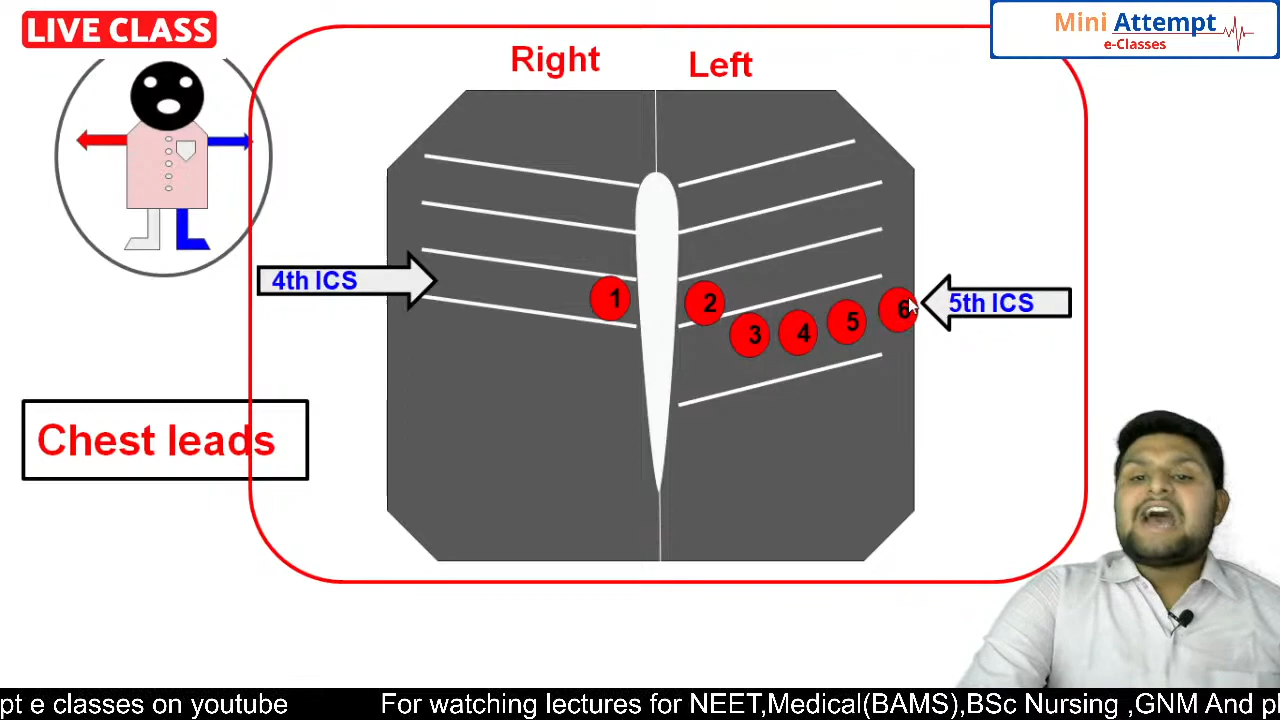 LIVE CLASS
Mini Attempt
e-Classes
Right
Left
4th ICS
1
2
3
4
5
6
5th ICS
Chest leads
pt e classes on youtube
For watching lectures for NEET,Medical(BAMS),BSc Nursing ,GNM And pl